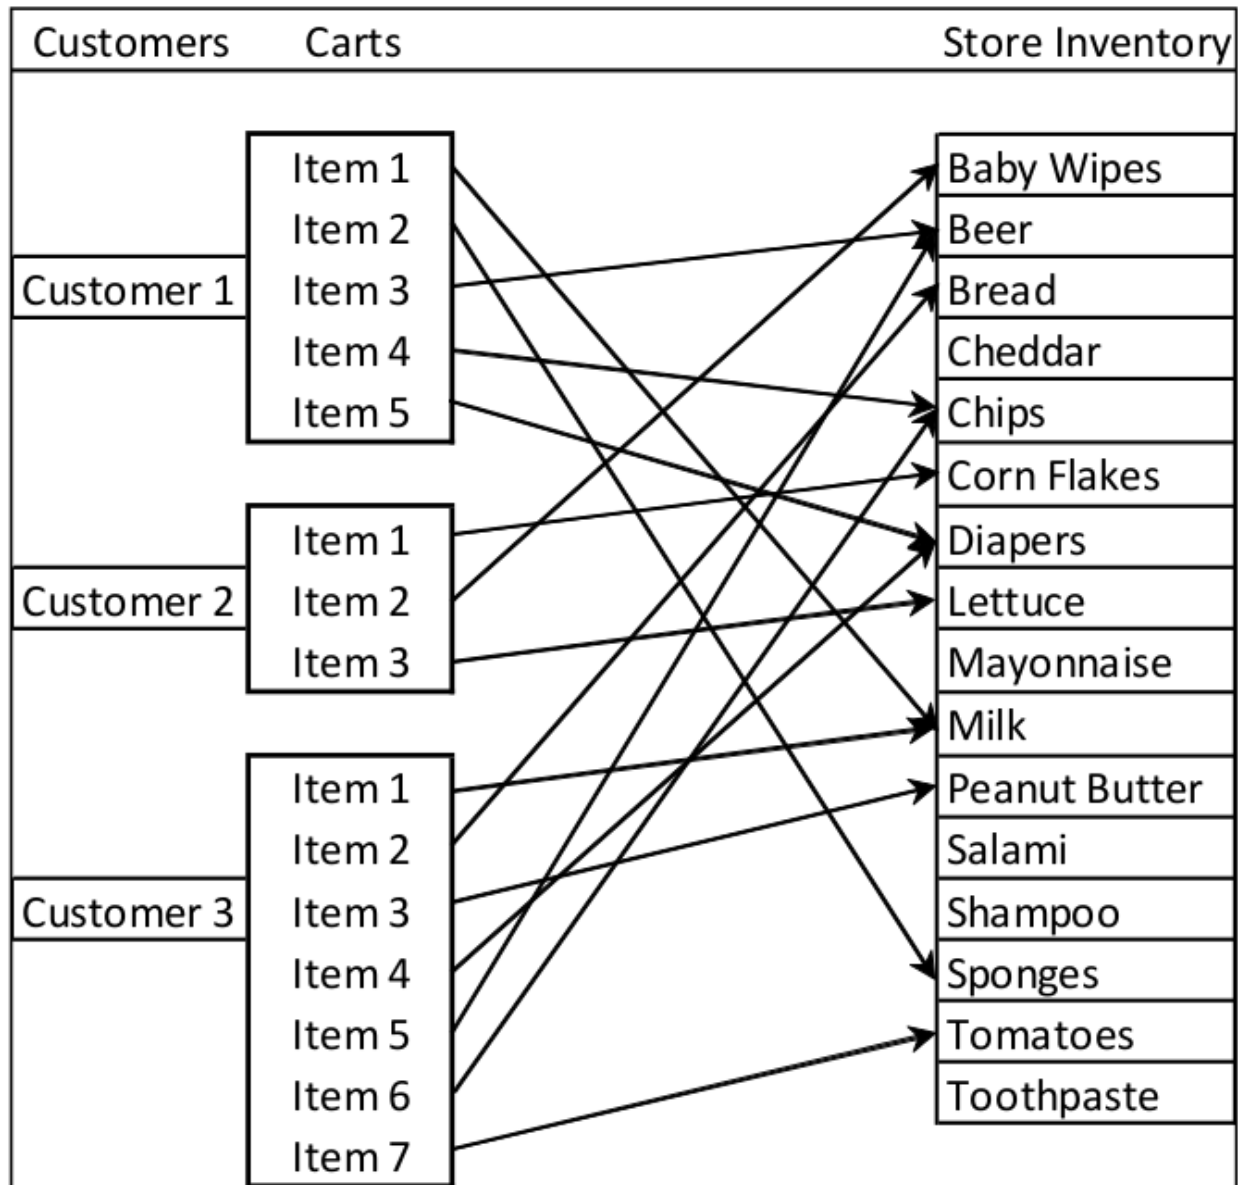 Customers Carts Store Inventory
Item 1 Baby Wipes
Item 2 Beer
Customer 1 Item 3 Bread
Item 4 Cheddar
Item 5 Chips
Corn Flakes
Item 1 Diapers
Customer 2 Item 2 Lettuce
Item 3 Mayonnaise
Milk
Item 1 Peanut Butter
Item 2 Salami
Customer 3 Item 3 Shampoo
Item 4 Sponges
Item 5 Tomatoes
Item 6 Toothpaste
Item 7